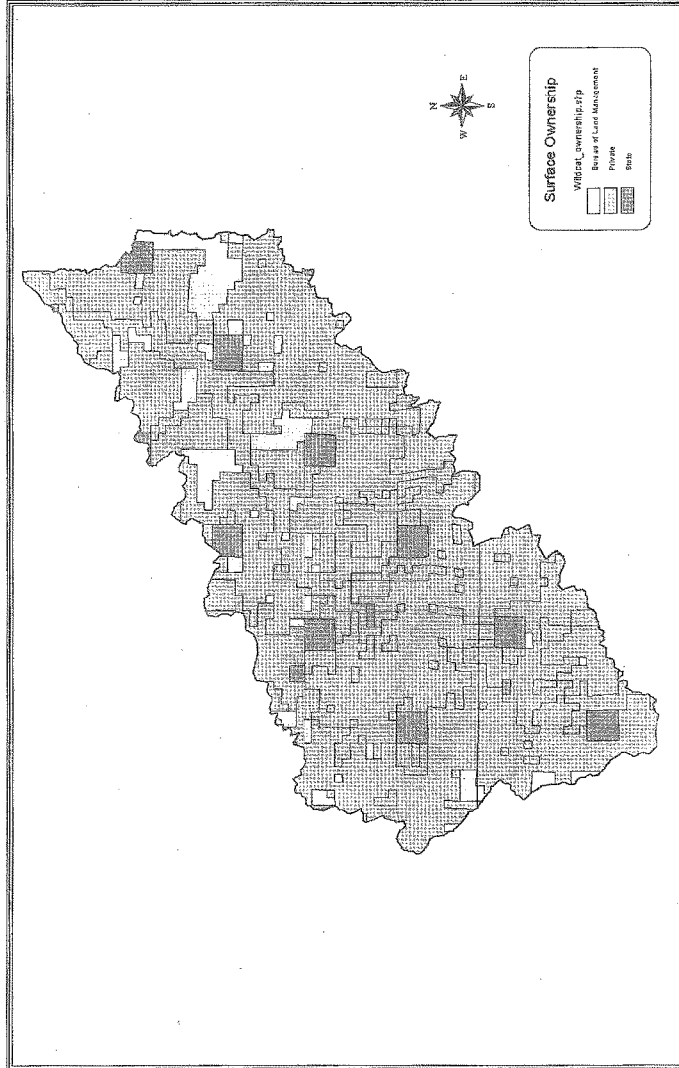 N
W E
S
Surface Ownership
Wildcat_ownership.shp
Bureau of Land Management
Private
State